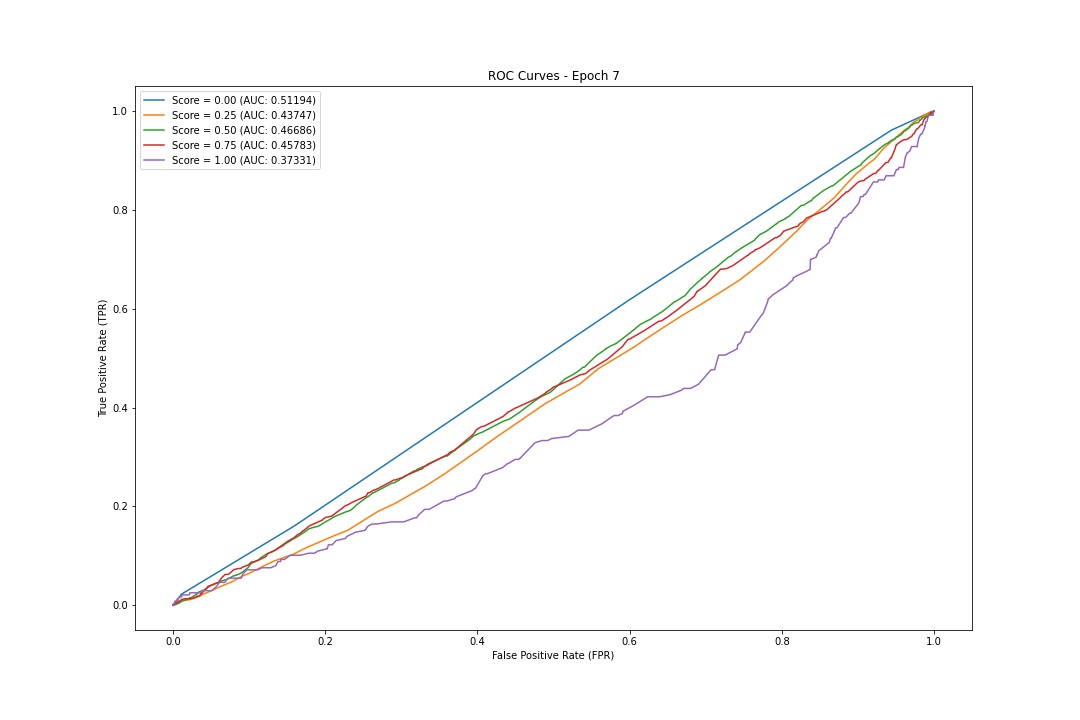 ROC Curves - Epoch 7
Score = 0.00 (AUC: 0.51194)
Score = 0.25 (AUC: 0.43747)
Score = 0.50 (AUC: 0.46686)
Score = 0.75 (AUC: 0.45783)
Score = 1.00 (AUC: 0.37331)
1.0
0.8
0.6
0.4
0.2
0.0
True Positive Rate (TPR)
0.0 0.2 0.4 0.6 0.8 1.0
False Positive Rate (FPR)